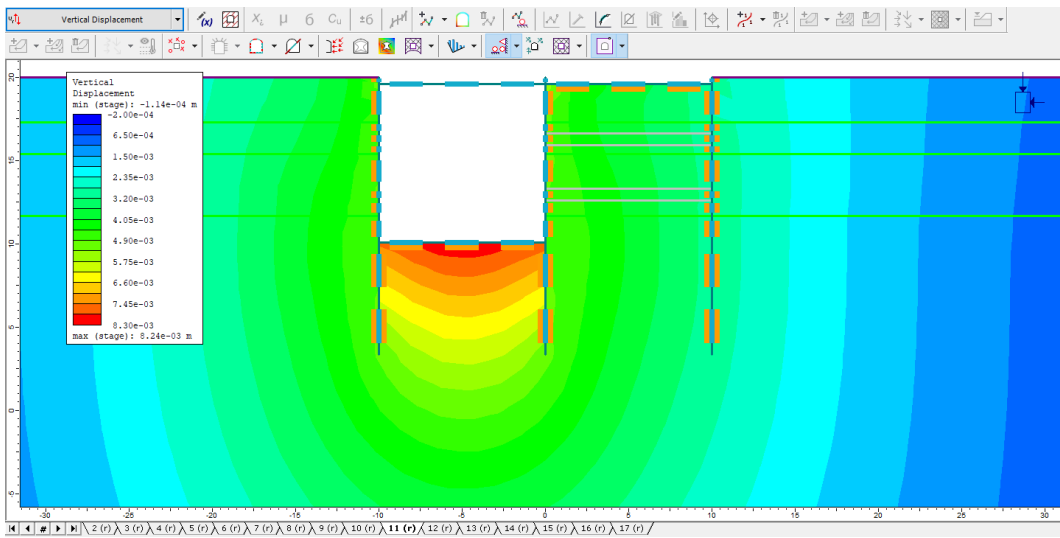 Vertical Displacement
(x)
XL
μ
б
Cu
±б
Vertical
Displacement
min (stage): -1.14e-04 m
-2.00e-04
6.50e-04
1.50e-03
2.35e-03
3.20e-03
4.05e-03
4.90e-03
5.75e-03
6.60e-03
7.45e-03
8.30e-03
max (stage): 8.24e-03 m
20
15
10
5
0
-5
-30 -25 -20 -15 -10 -5 0 5 10 15 20 25 30
# 2 (r) 3 (r) 4 (r) 5 (r) 6 (r) 7 (r) 8 (r) 9 (r) 10 (r) 11 (r) 12 (r) 13 (r) 14 (r) 15 (r) 16 (r) 17 (r)